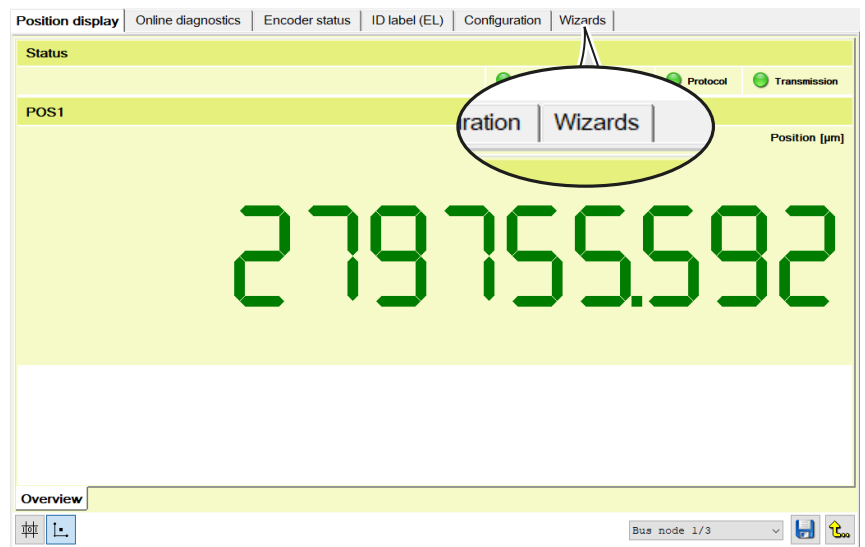 Position display Online diagnostics Encoder status ID label (EL) Configuration Wizards
Status
Protocol Transmission
POS1
ration Wizards
Position [µm]
279755.592
Overview
Bus node 1/3